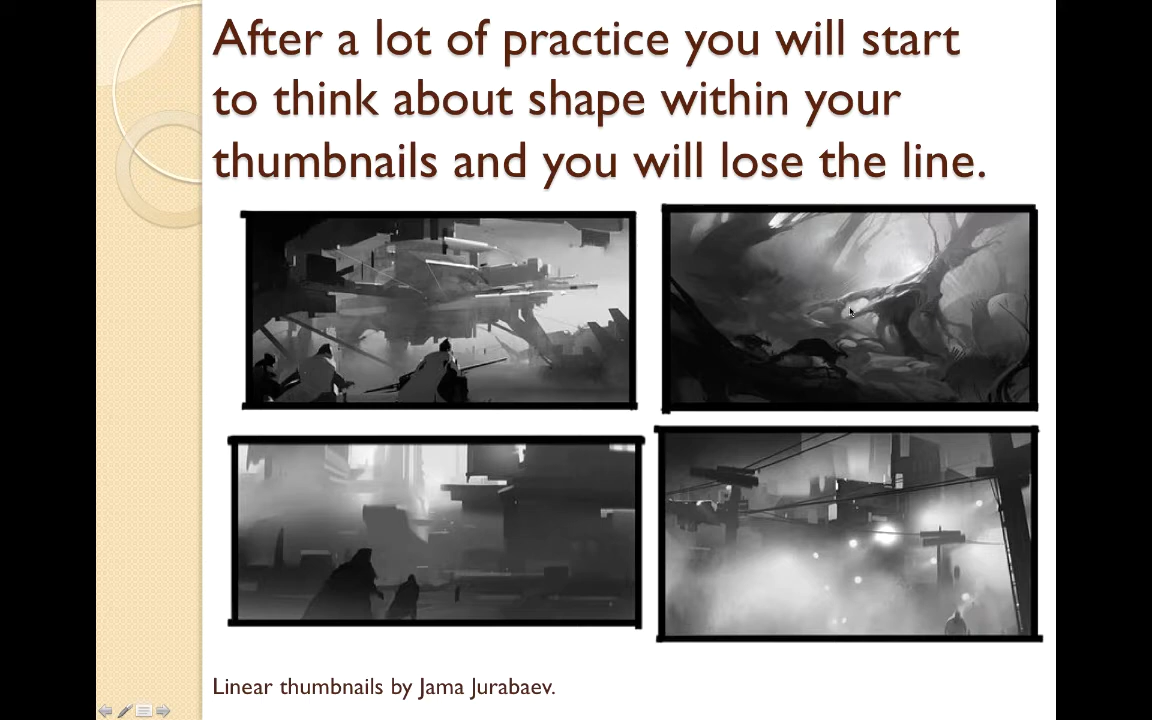 After a lot of practice you will start
to think about shape within your
thumbnails and you will lose the line.
Linear thumbnails by Jama Jurabaev.